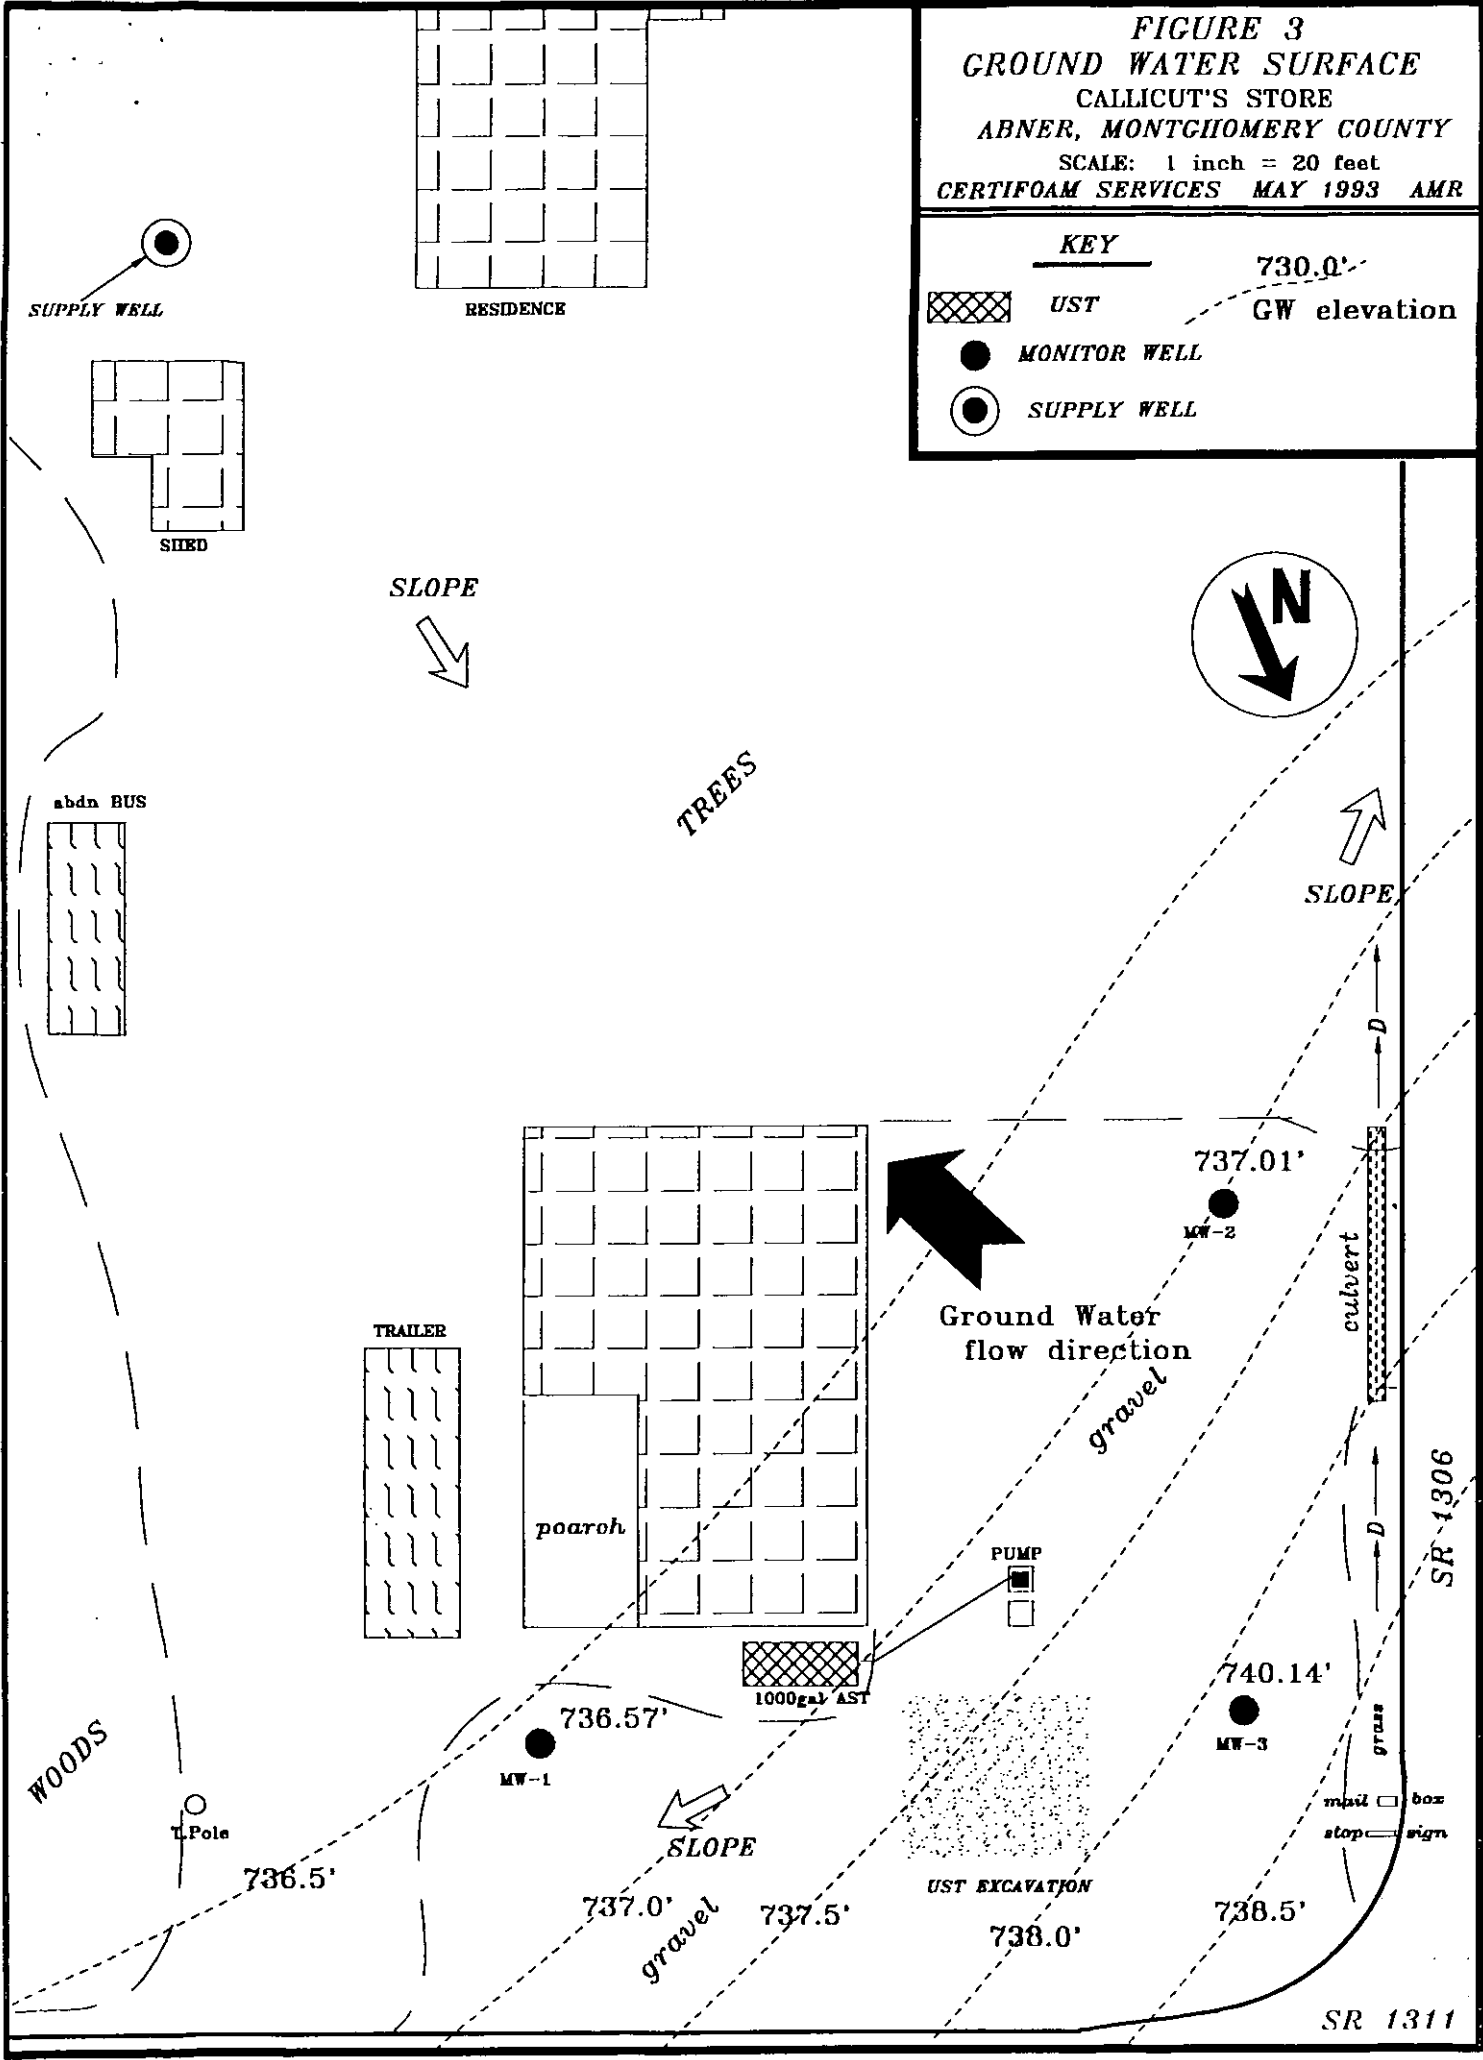 FIGURE 3
GROUND WATER SURFACE
CALLICUT'S STORE
ABNER, MONTGHOMERY COUNTY
SCALE: 1 inch = 20 feet
CERTIFOAM SERVICES MAY 1993 AMR
KEY
730.0'
UST
GW elevation
MONITOR WELL
SUPPLY WELL
SUPPLY WELL
RESIDENCE
SHED
SLOPE
N
TREES
abdn BUS
SLOPE
D
737.01'
MW-2
culvert
Ground Water
flow direction
TRAILER
gravel
SR 1306
poaroh
D
PUMP
740.14'
1000gal AST
736.57'
MW-3
grass
MW-1
WOODS
mail box
T.Pole
stop sign
SLOPE
736.5'
UST EXCAVATION
737.0'
737.5'
738.0'
738.5'
gravel
SR 1311